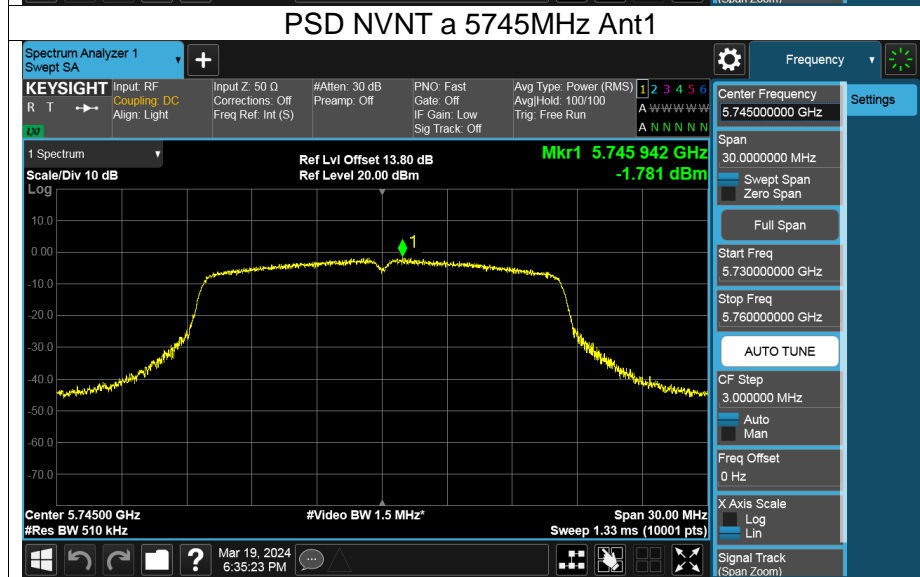 (Span Zoom)
PSD NVNT a 5745MHz Ant1
Spectrum Analyzer 1
Swept SA
+
Frequency
KEYSIGHT
R T
LXI
Input: RF
Coupling: DC
Align: Light
Input Z: 50 Ω
Corrections: Off
Freq Ref: Int (S)
#Atten: 30 dB
Preamp: Off
PNO: Fast
Gate: Off
IF Gain: Low
Sig Track: Off
Avg Type: Power (RMS)
Avg|Hold: 100/100
Trig: Free Run
1 2 3 4 5 6
A W W W W W
A N N N N N
1 Spectrum
Scale/Div 10 dB
Ref Lvl Offset 13.80 dB
Ref Level 20.00 dBm
Mkr1 5.745 942 GHz
-1.781 dBm
Log
10.0
0.00
-10.0
-20.0
-30.0
-40.0
-50.0
-60.0
-70.0
1
Center 5.74500 GHz
#Res BW 510 kHz
#Video BW 1.5 MHz*
Span 30.00 MHz
Sweep 1.33 ms (10001 pts)
Center Frequency
5.745000000 GHz
Settings
Span
30.0000000 MHz
Swept Span
Zero Span
Full Span
Start Freq
5.730000000 GHz
Stop Freq
5.760000000 GHz
AUTO TUNE
CF Step
3.000000 MHz
Auto
Man
Freq Offset
0 Hz
X Axis Scale
Log
Lin
Signal Track
(Span Zoom)
?
Mar 19, 2024
6:35:23 PM